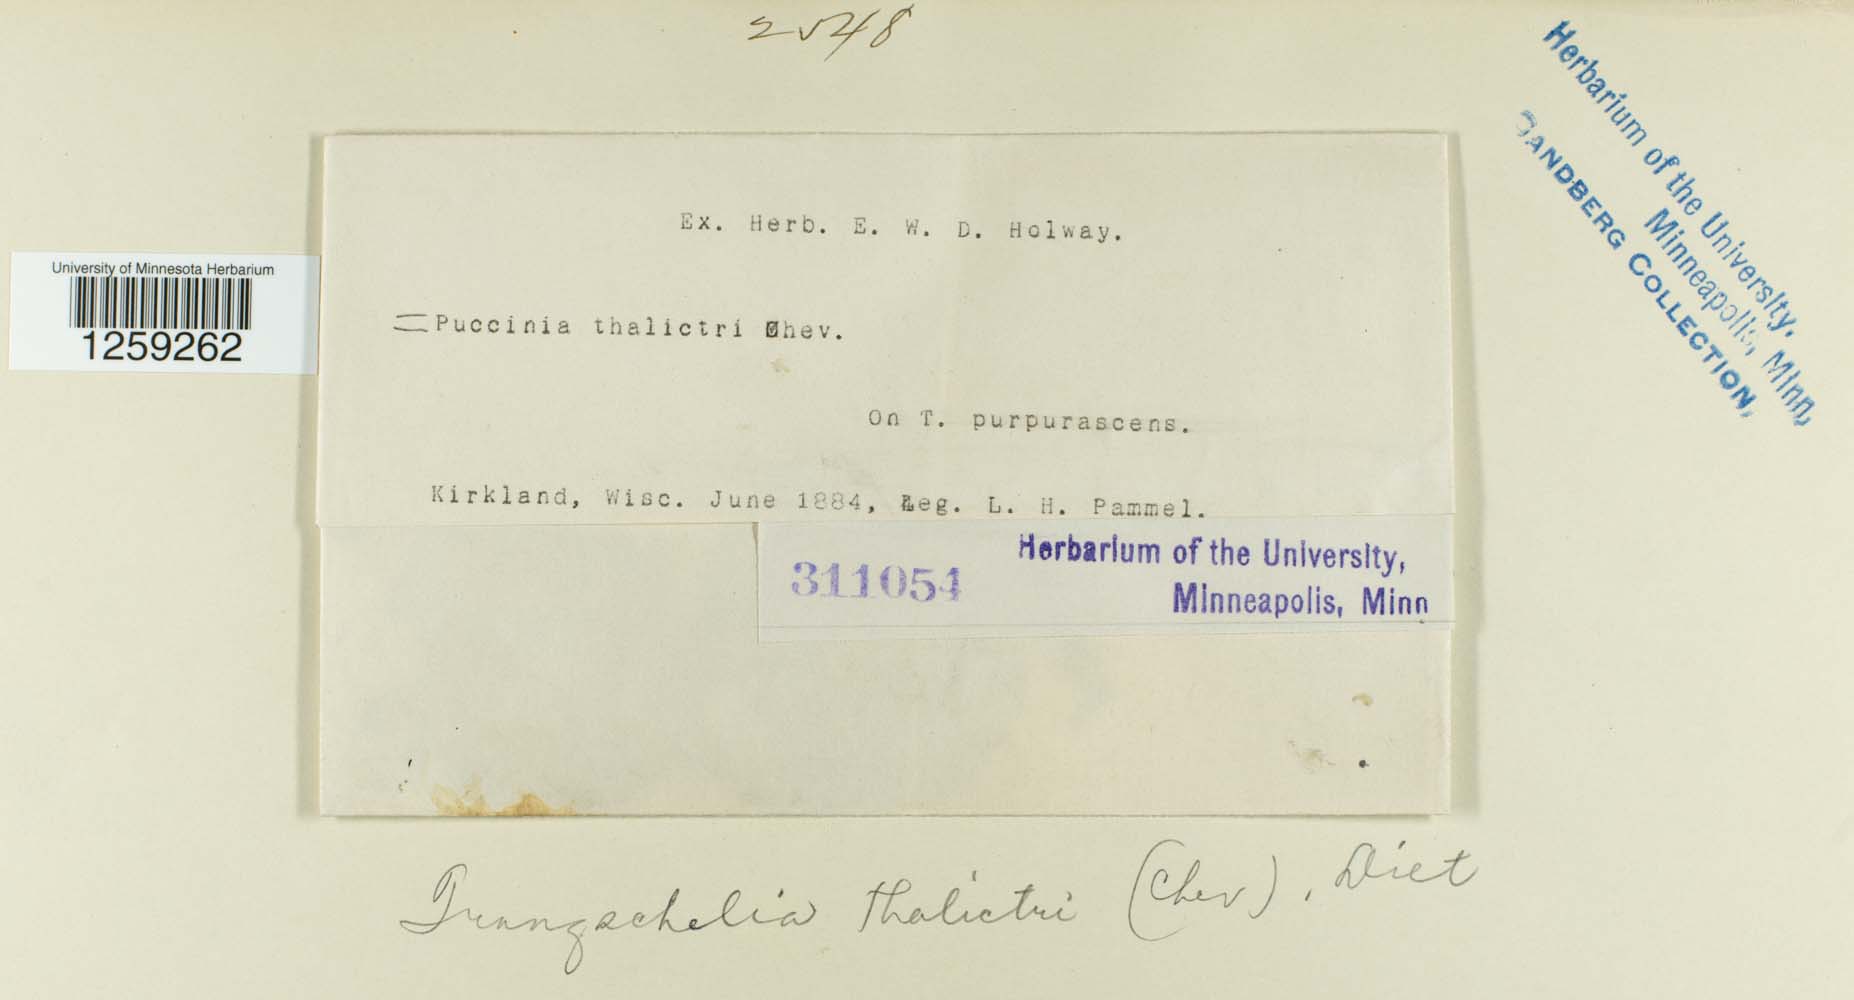 2548
Herbarium of the University,
Minneapolis, Minn,
SANDBERG COLLECTION,
Ex. Herb. E. W. D. Holway.
University of Minnesota Herbarium
1259262
=Puccinia thalictri Chev.
On T. purpurascens.
Kirkland, Wisc. June 1884, Leg. L. H. Pammel.
311054
Herbarium of the University,
Minneapolis, Minn
Tranzschelia thalictri (Chev), Diet